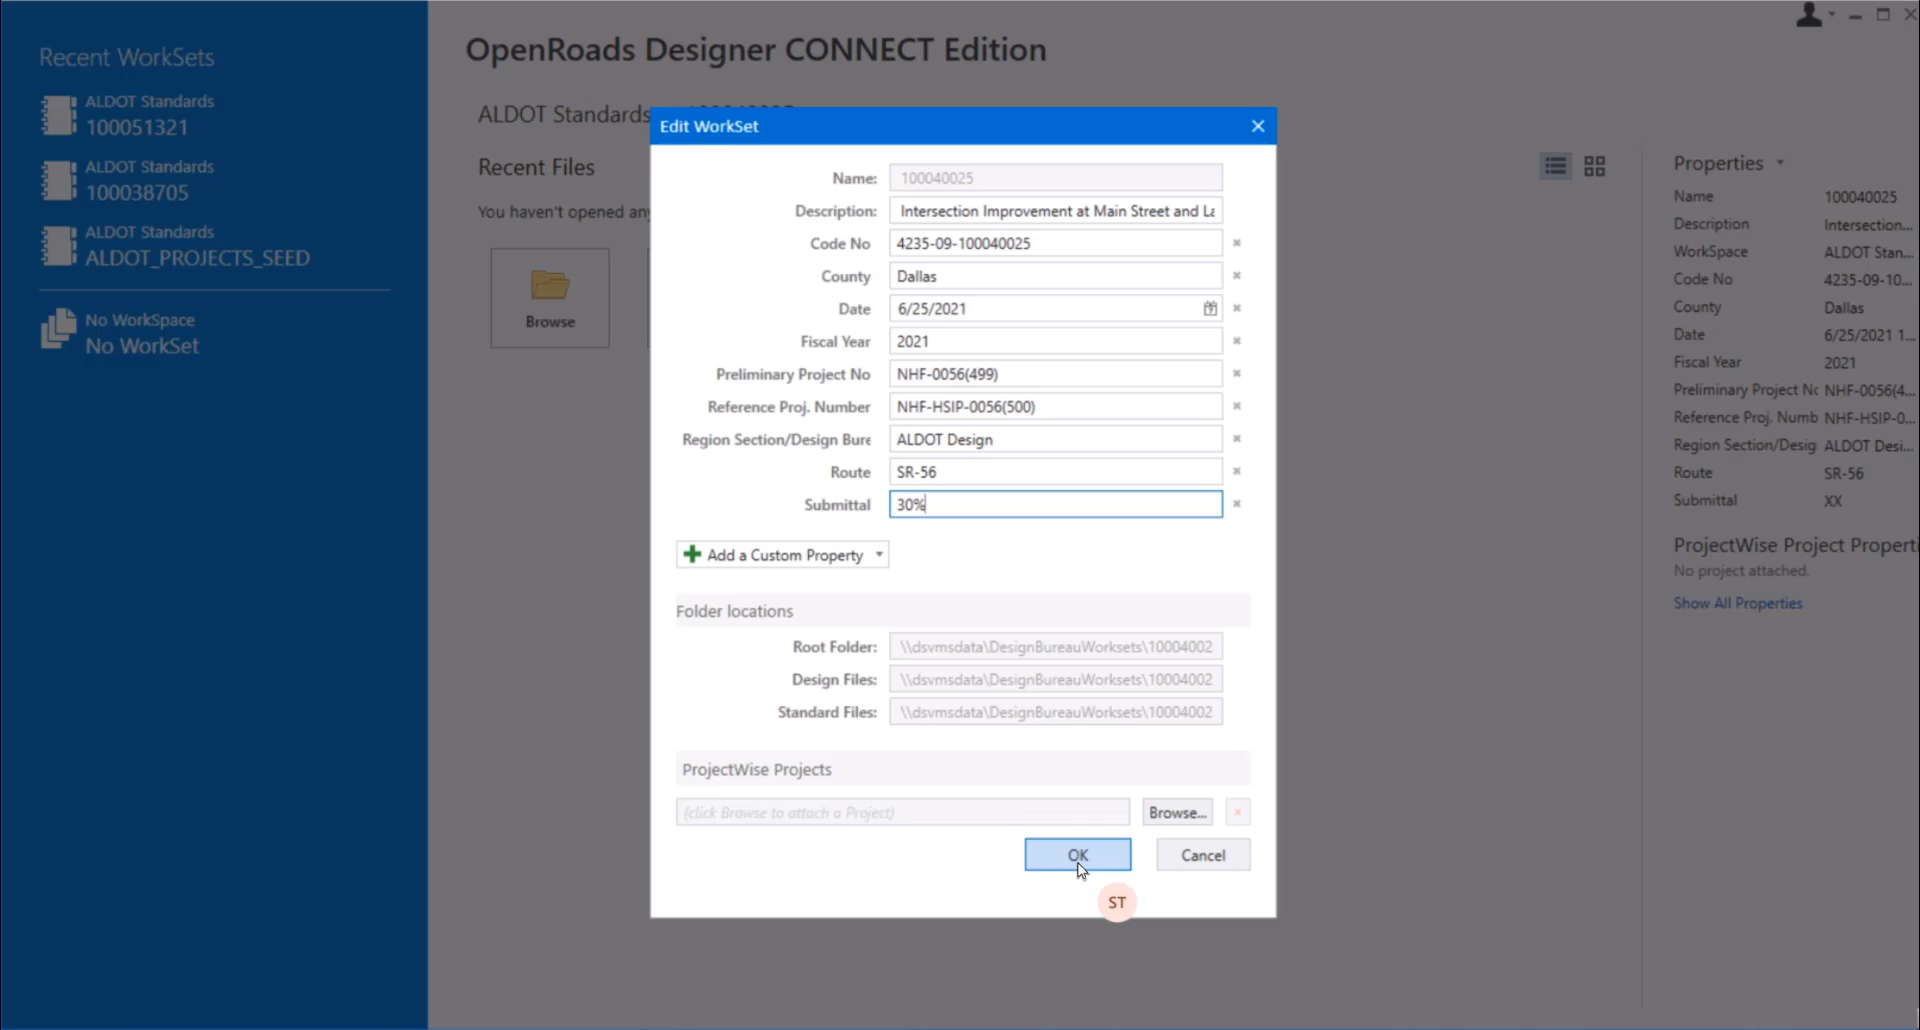 Recent WorkSets
ALDOT Standards
100051321
ALDOT Standards
100038705
ALDOT Standards
ALDOT_PROJECTS_SEED
No WorkSpace
No WorkSet
OpenRoads Designer CONNECT Edition
ALDOT Standards
Recent Files
You haven't opened any
Browse
Edit WorkSet
Name: 100040025
Description: Intersection Improvement at Main Street and La
Code No 4235-09-100040025
County Dallas
Date 6/25/2021
Fiscal Year 2021
Preliminary Project No NHF-0056(499)
Reference Proj. Number NHF-HSIP-0056(500)
Region Section/Design Bure ALDOT Design
Route SR-56
Submittal 30%
Add a Custom Property
Folder locations
Root Folder: \\dsvmsdata\DesignBureauWorksets\10004002
Design Files: \\dsvmsdata\DesignBureauWorksets\10004002
Standard Files: \\dsvmsdata\DesignBureauWorksets\10004002
ProjectWise Projects
(click Browse to attach a Project) Browse...
OK Cancel
ST
Properties
Name 100040025
Description Intersection...
WorkSpace ALDOT Stan...
Code No 4235-09-10...
County Dallas
Date 6/25/2021 1...
Fiscal Year 2021
Preliminary Project Nc NHF-0056(4...
Reference Proj. Numb NHF-HSIP-0...
Region Section/Desig ALDOT Desi...
Route SR-56
Submittal XX
ProjectWise Project Properti
No project attached.
Show All Properties